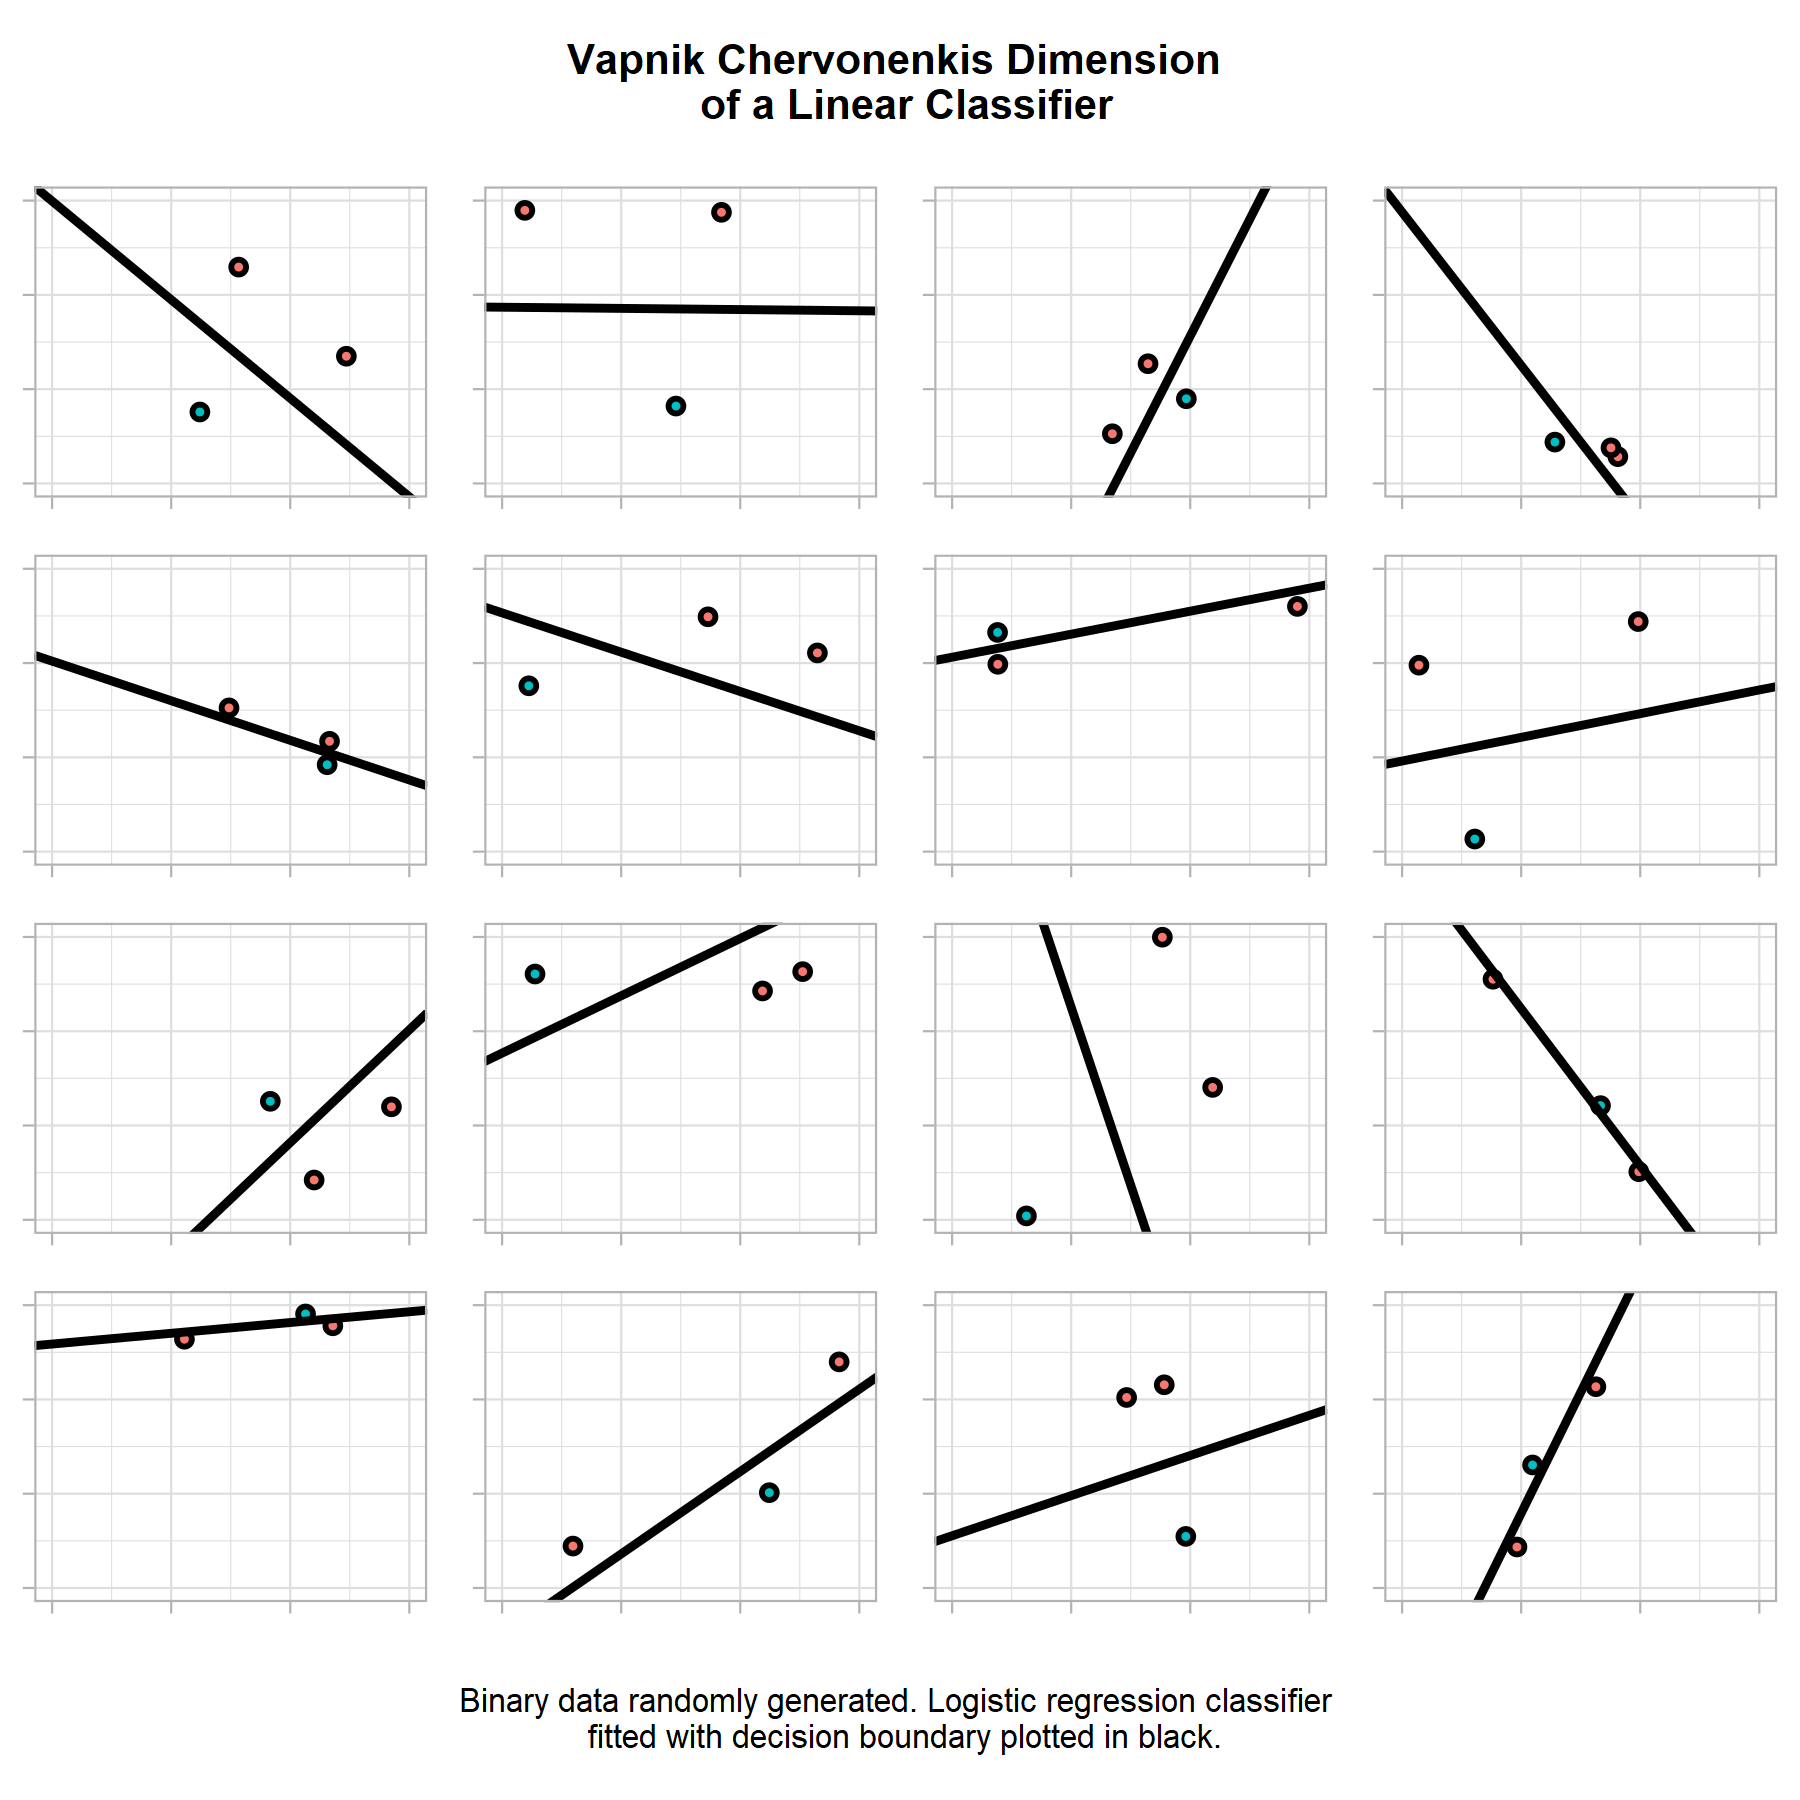 Vapnik Chervonenkis Dimension
of a Linear Classifier
Binary data randomly generated. Logistic regression classifier
fitted with decision boundary plotted in black.